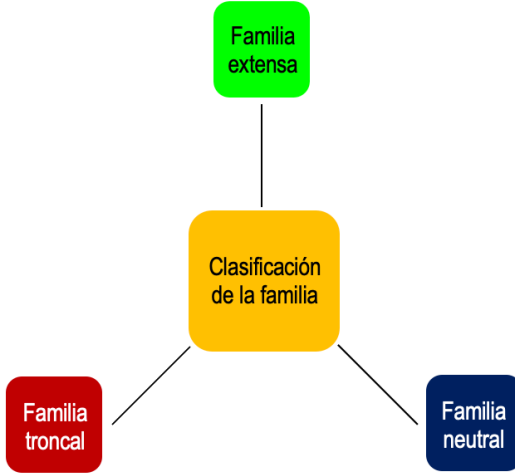 Familia
extensa
Clasificación
de la familia
Familia
troncal
Familia
neutral